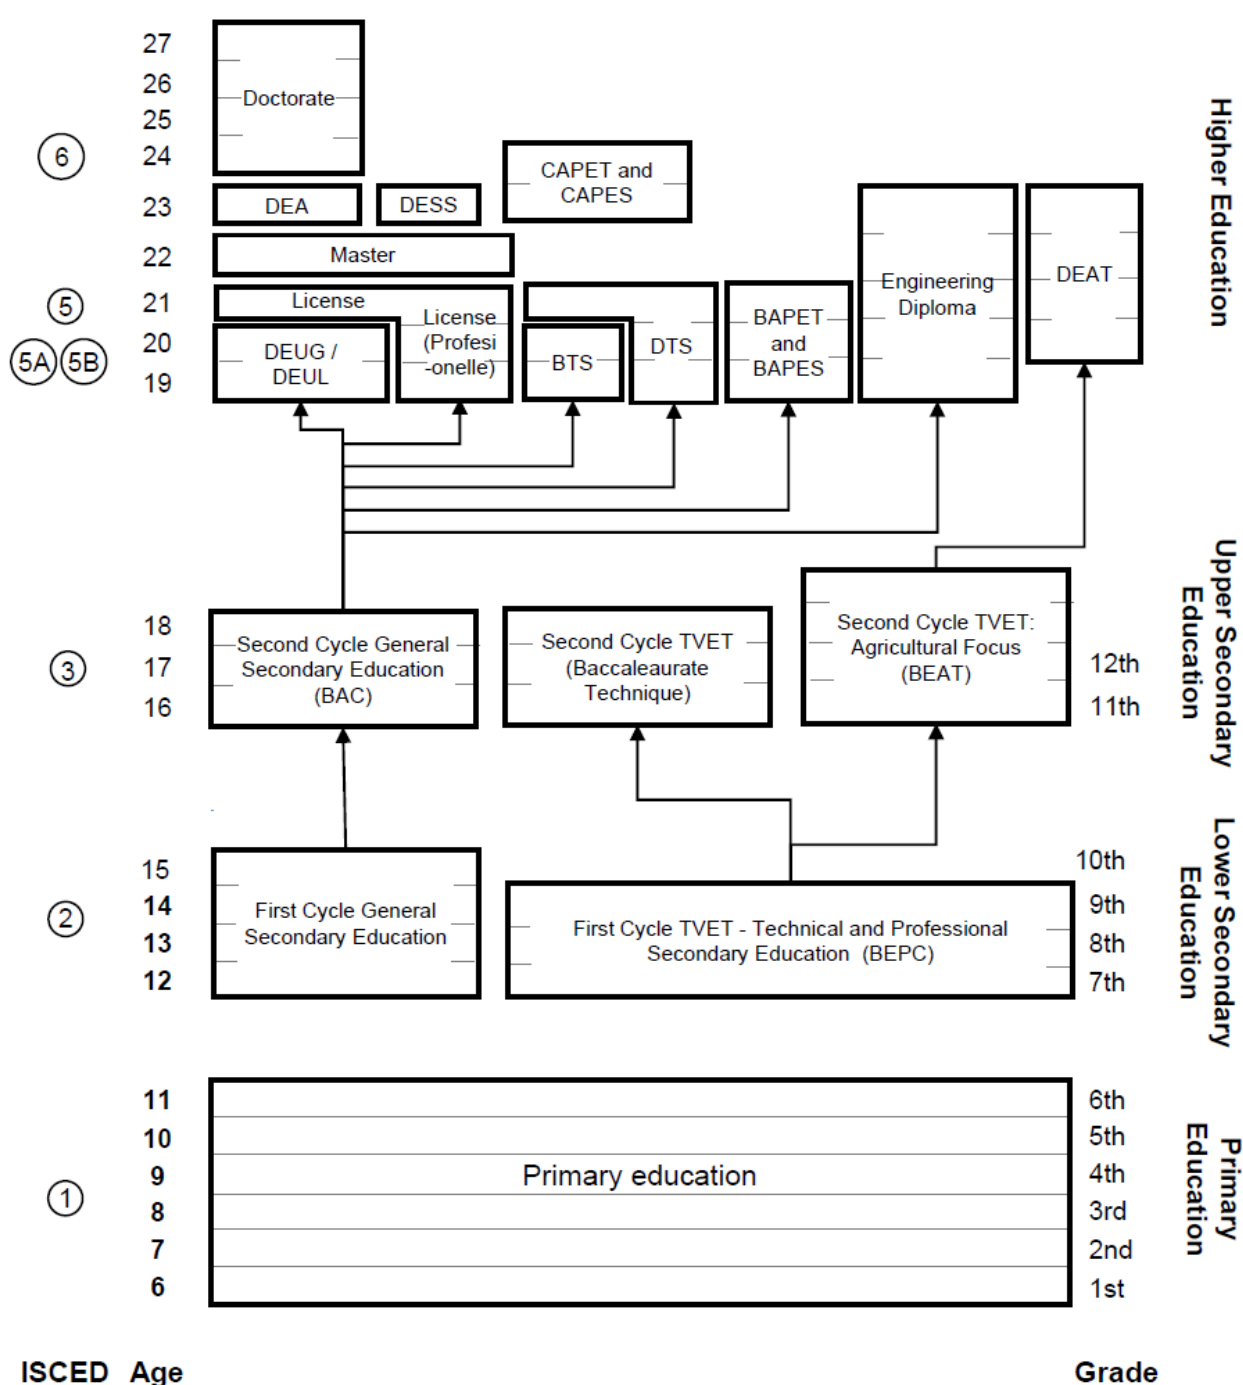 27
26
25
24
23
22
21
20
19
Doctorate
6
DEA
DESS
CAPET and
CAPES
Master
License
License
(Profesi
-onelle)
DEUG /
DEUL
BTS
DTS
BAPET
and
BAPES
Engineering
Diploma
DEAT
5
5A
5B
Higher Education
18
17
16
3
Second Cycle General
Secondary Education
(BAC)
Second Cycle TVET
(Baccaleaurate
Technique)
Second Cycle TVET:
Agricultural Focus
(BEAT)
12th
11th
Upper Secondary
Education
15
14
13
12
2
First Cycle General
Secondary Education
First Cycle TVET - Technical and Professional
Secondary Education (BEPC)
10th
9th
8th
7th
Lower Secondary
Education
11
10
9
8
7
6
1
Primary education
6th
5th
4th
3rd
2nd
1st
Primary
Education
ISCED Age
Grade